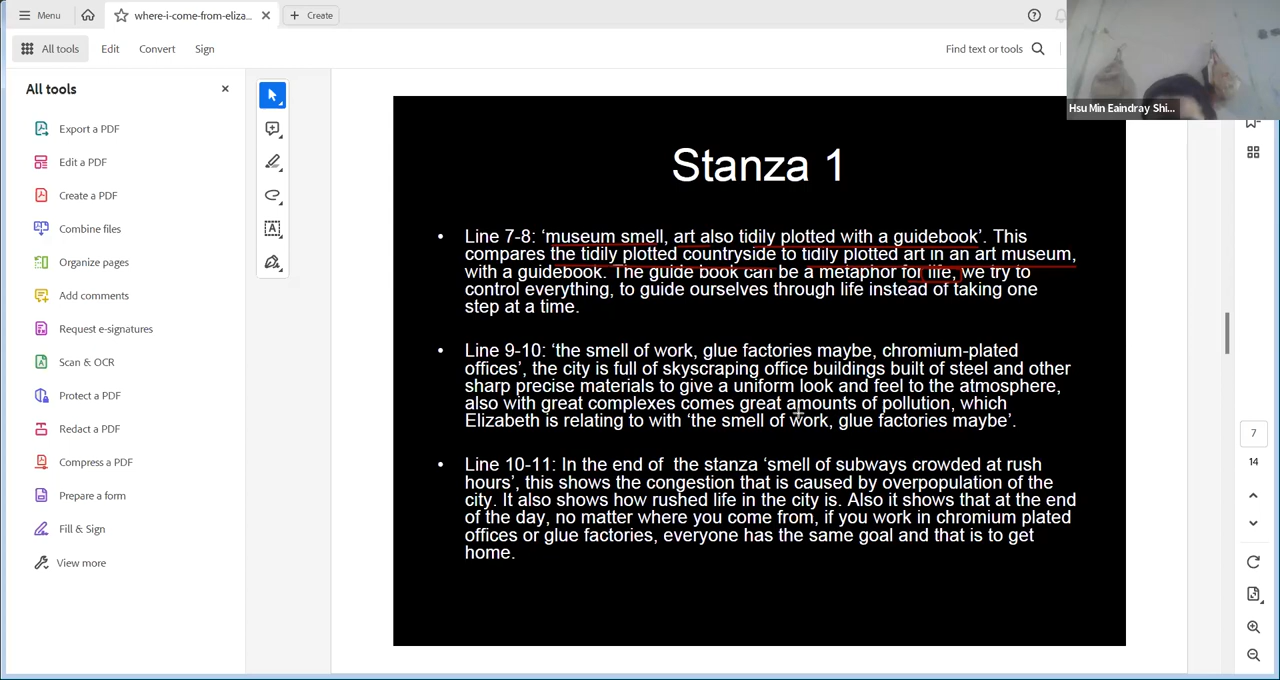 Menu
where-i-come-from-eliza...
Create
All tools
Edit
Convert
Sign
Find text or tools
Hsu Min Eaindray Shi...
All tools
Export a PDF
Edit a PDF
Create a PDF
Combine files
Organize pages
Add comments
Request e-signatures
Scan & OCR
Protect a PDF
Redact a PDF
Compress a PDF
Prepare a form
Fill & Sign
View more
Stanza 1
• Line 7-8: ‘museum smell, art also tidily plotted with a guidebook’. This
compares the tidily plotted countryside to tidily plotted art in an art museum,
with a guidebook. The guide book can be a metaphor for life, we try to
control everything, to guide ourselves through life instead of taking one
step at a time.
• Line 9-10: ‘the smell of work, glue factories maybe, chromium-plated
offices’, the city is full of skyscraping office buildings built of steel and other
sharp precise materials to give a uniform look and feel to the atmosphere,
also with great complexes comes great amounts of pollution, which
Elizabeth is relating to with ‘the smell of work, glue factories maybe’.
• Line 10-11: In the end of  the stanza ‘smell of subways crowded at rush
hours’, this shows the congestion that is caused by overpopulation of the
city. It also shows how rushed life in the city is. Also it shows that at the end
of the day, no matter where you come from, if you work in chromium plated
offices or glue factories, everyone has the same goal and that is to get
home.
7
14